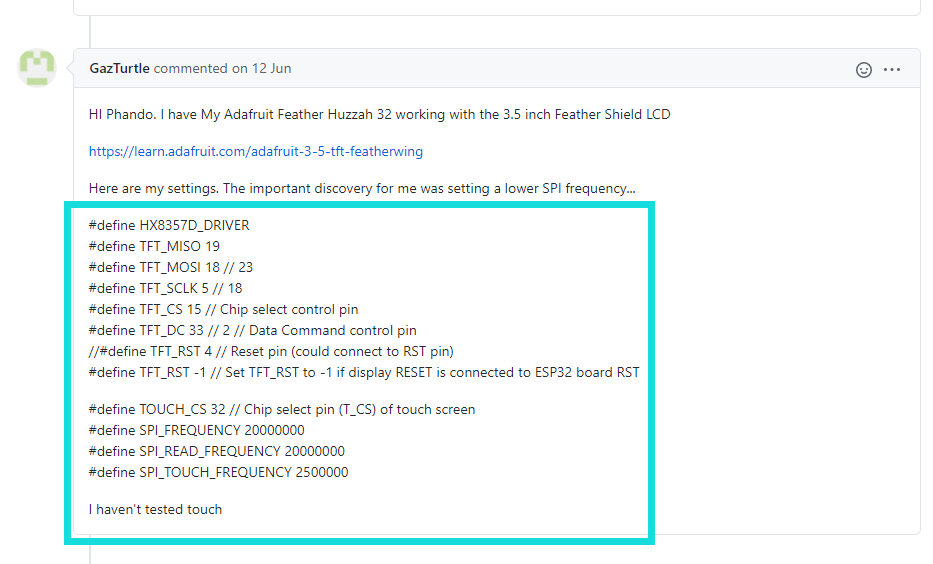 GazTurtle commented on 12 Jun
HI Phando. I have My Adafruit Feather Huzzah 32 working with the 3.5 inch Feather Shield LCD
https://learn.adafruit.com/adafruit-3-5-tft-featherwing
Here are my settings. The important discovery for me was setting a lower SPI frequency...
#define HX8357D_DRIVER
#define TFT_MISO 19
#define TFT_MOSI 18 // 23
#define TFT_SCLK 5 // 18
#define TFT_CS 15 // Chip select control pin
#define TFT_DC 33 // 2 // Data Command control pin
//#define TFT_RST 4 // Reset pin (could connect to RST pin)
#define TFT_RST -1 // Set TFT_RST to -1 if display RESET is connected to ESP32 board RST
#define TOUCH_CS 32 // Chip select pin (T_CS) of touch screen
#define SPI_FREQUENCY 20000000
#define SPI_READ_FREQUENCY 20000000
#define SPI_TOUCH_FREQUENCY 2500000
I haven't tested touch